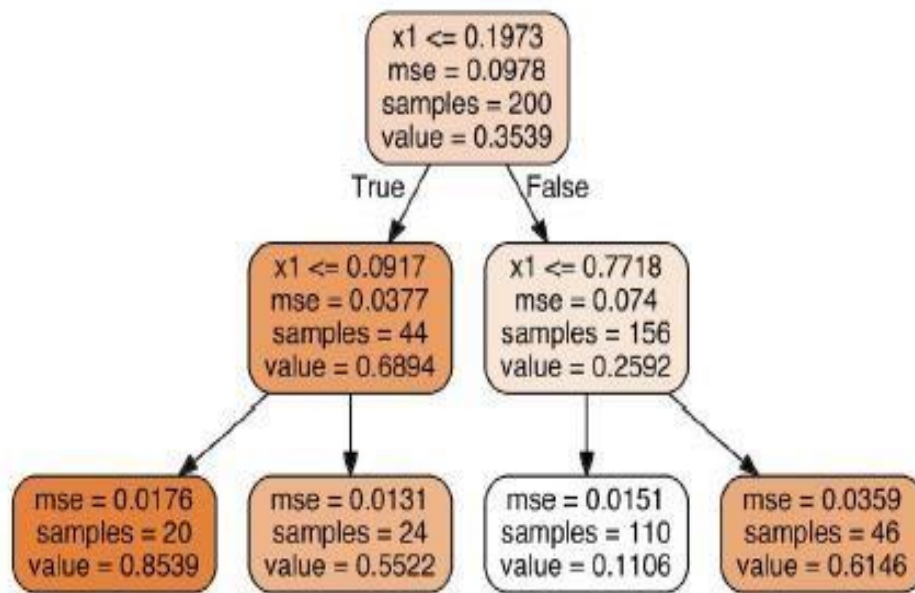 x1 <= 0.1973
mse = 0.0978
samples = 200
value = 0.3539
True
False
x1 <= 0.0917
mse = 0.0377
samples = 44
value = 0.6894
x1 <= 0.7718
mse = 0.074
samples = 156
value = 0.2592
mse = 0.0176
samples = 20
value = 0.8539
mse = 0.0131
samples = 24
value = 0.5522
mse = 0.0151
samples = 110
value = 0.1106
mse = 0.0359
samples = 46
value = 0.6146